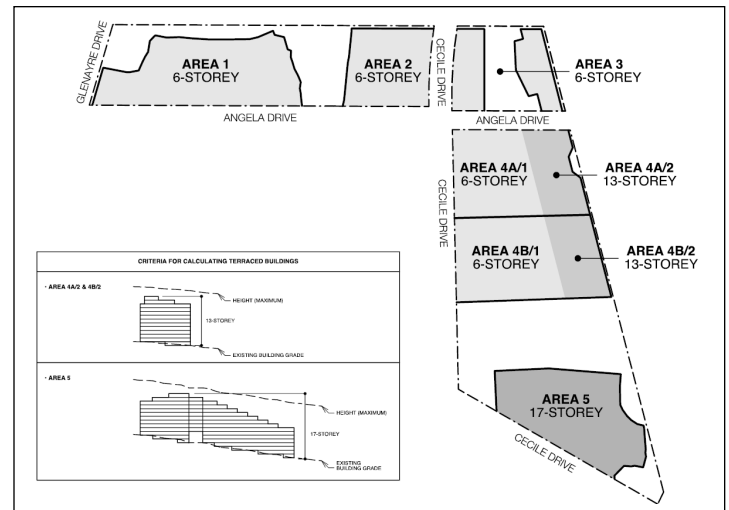 GLENAYRE DRIVE
AREA 1
6-STOREY
AREA 2
6-STOREY
CECILE DRIVE
AREA 3
6-STOREY
ANGELA DRIVE
ANGELA DRIVE
CECILE DRIVE
AREA 4A/1
6-STOREY
AREA 4A/2
13-STOREY
AREA 4B/1
6-STOREY
AREA 4B/2
13-STOREY
AREA 5
17-STOREY
CECILE DRIVE
CRITERIA FOR CALCULATING TERRACED BUILDINGS
· AREA 4A/2 & 4B/2
HEIGHT (MAXIMUM)
13-STOREY
EXISTING BUILDING GRADE
· AREA 5
HEIGHT (MAXIMUM)
17-STOREY
EXISTING
BUILDING GRADE